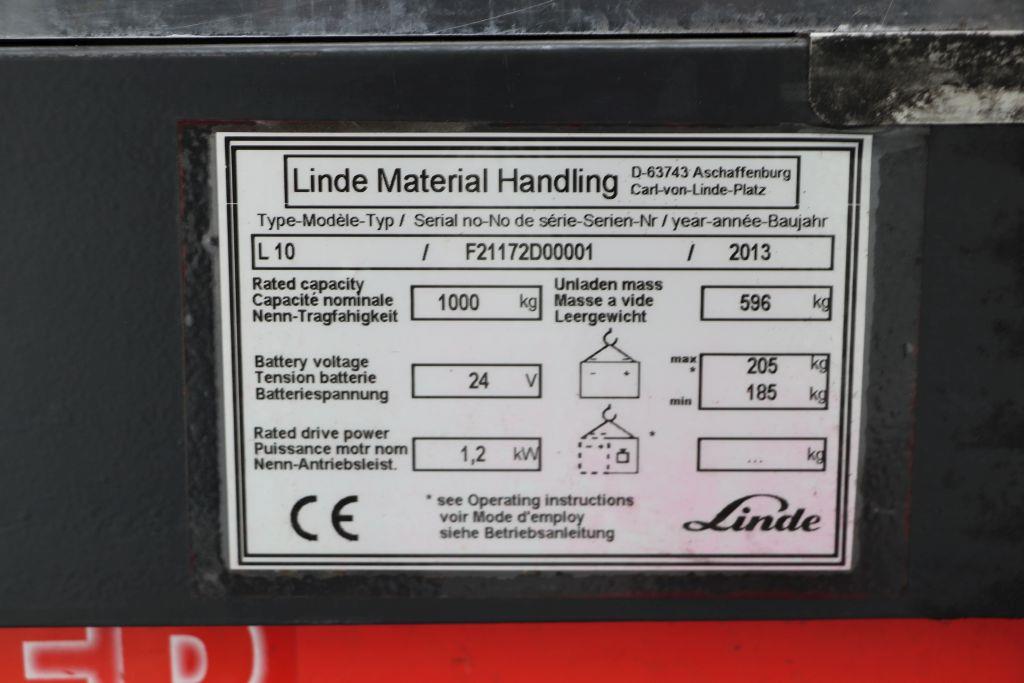 Linde Material Handling
D-63743 Aschaffenburg
Carl-von-Linde-Platz
Type-Modèle-Typ / Serial no-No de série-Serien-Nr / year-année-Baujahr
L 10 / F21172D00001 / 2013
Rated capacity
Capacité nominale
Nenn-Tragfahigkeit
1000 kg
Unladen mass
Masse a vide
Leergewicht
596 kg
Battery voltage
Tension batterie
Batteriespannung
24 V
- +
max
*
205 kg
min
185 kg
Rated drive power
Puissance motr nom
Nenn-Antriebsleist.
1,2 kW
*
... kg
CE
* see Operating instructions
voir Mode d'employ
siehe Betriebsanleitung
Linde